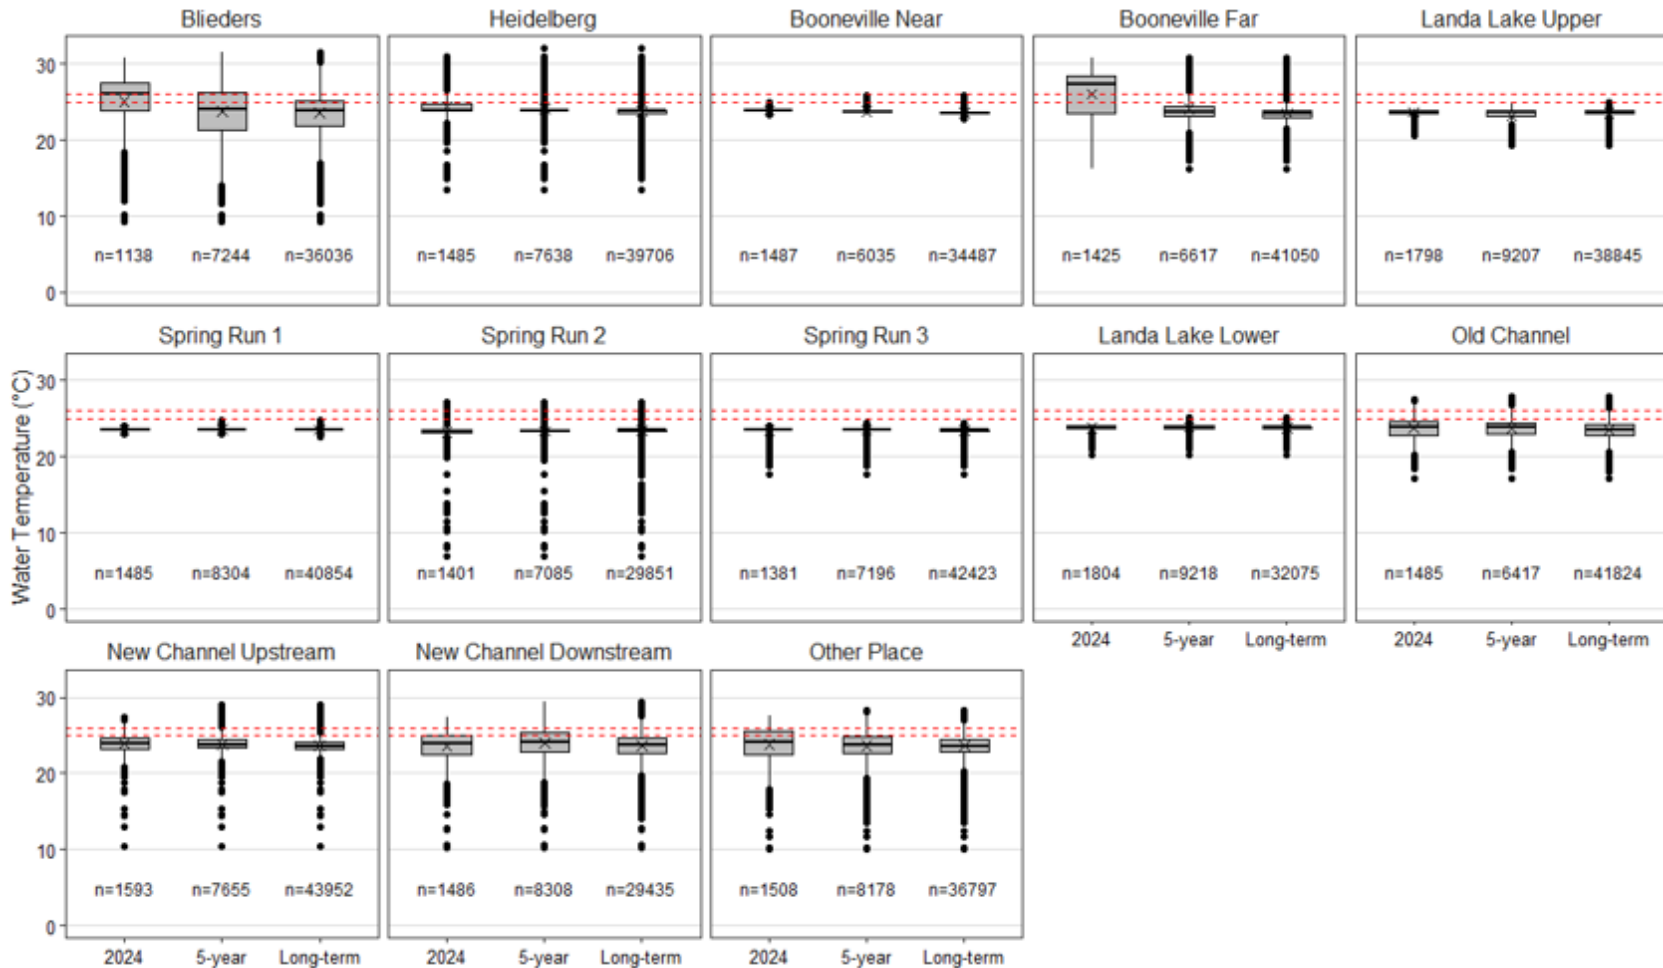 Blieders Heidelberg Booneville Near Booneville Far Landa Lake Upper
30
20
10
n=1138 n=7244 n=36036 n=1485 n=7638 n=39706 n=1487 n=6035 n=34487 n=1425 n=6617 n=41050 n=1798 n=9207 n=38845
0
Spring Run 1 Spring Run 2 Spring Run 3 Landa Lake Lower Old Channel
Water Temperature (°C)
30
20
10
n=1485 n=8304 n=40854 n=1401 n=7085 n=29851 n=1381 n=7196 n=42423 n=1804 n=9218 n=32075 n=1485 n=6417 n=41824
0
2024 5-year Long-term 2024 5-year Long-term
New Channel Upstream New Channel Downstream Other Place
30
20
10
n=1593 n=7655 n=43952 n=1486 n=8308 n=29435 n=1508 n=8178 n=36797
0
2024 5-year Long-term 2024 5-year Long-term 2024 5-year Long-term